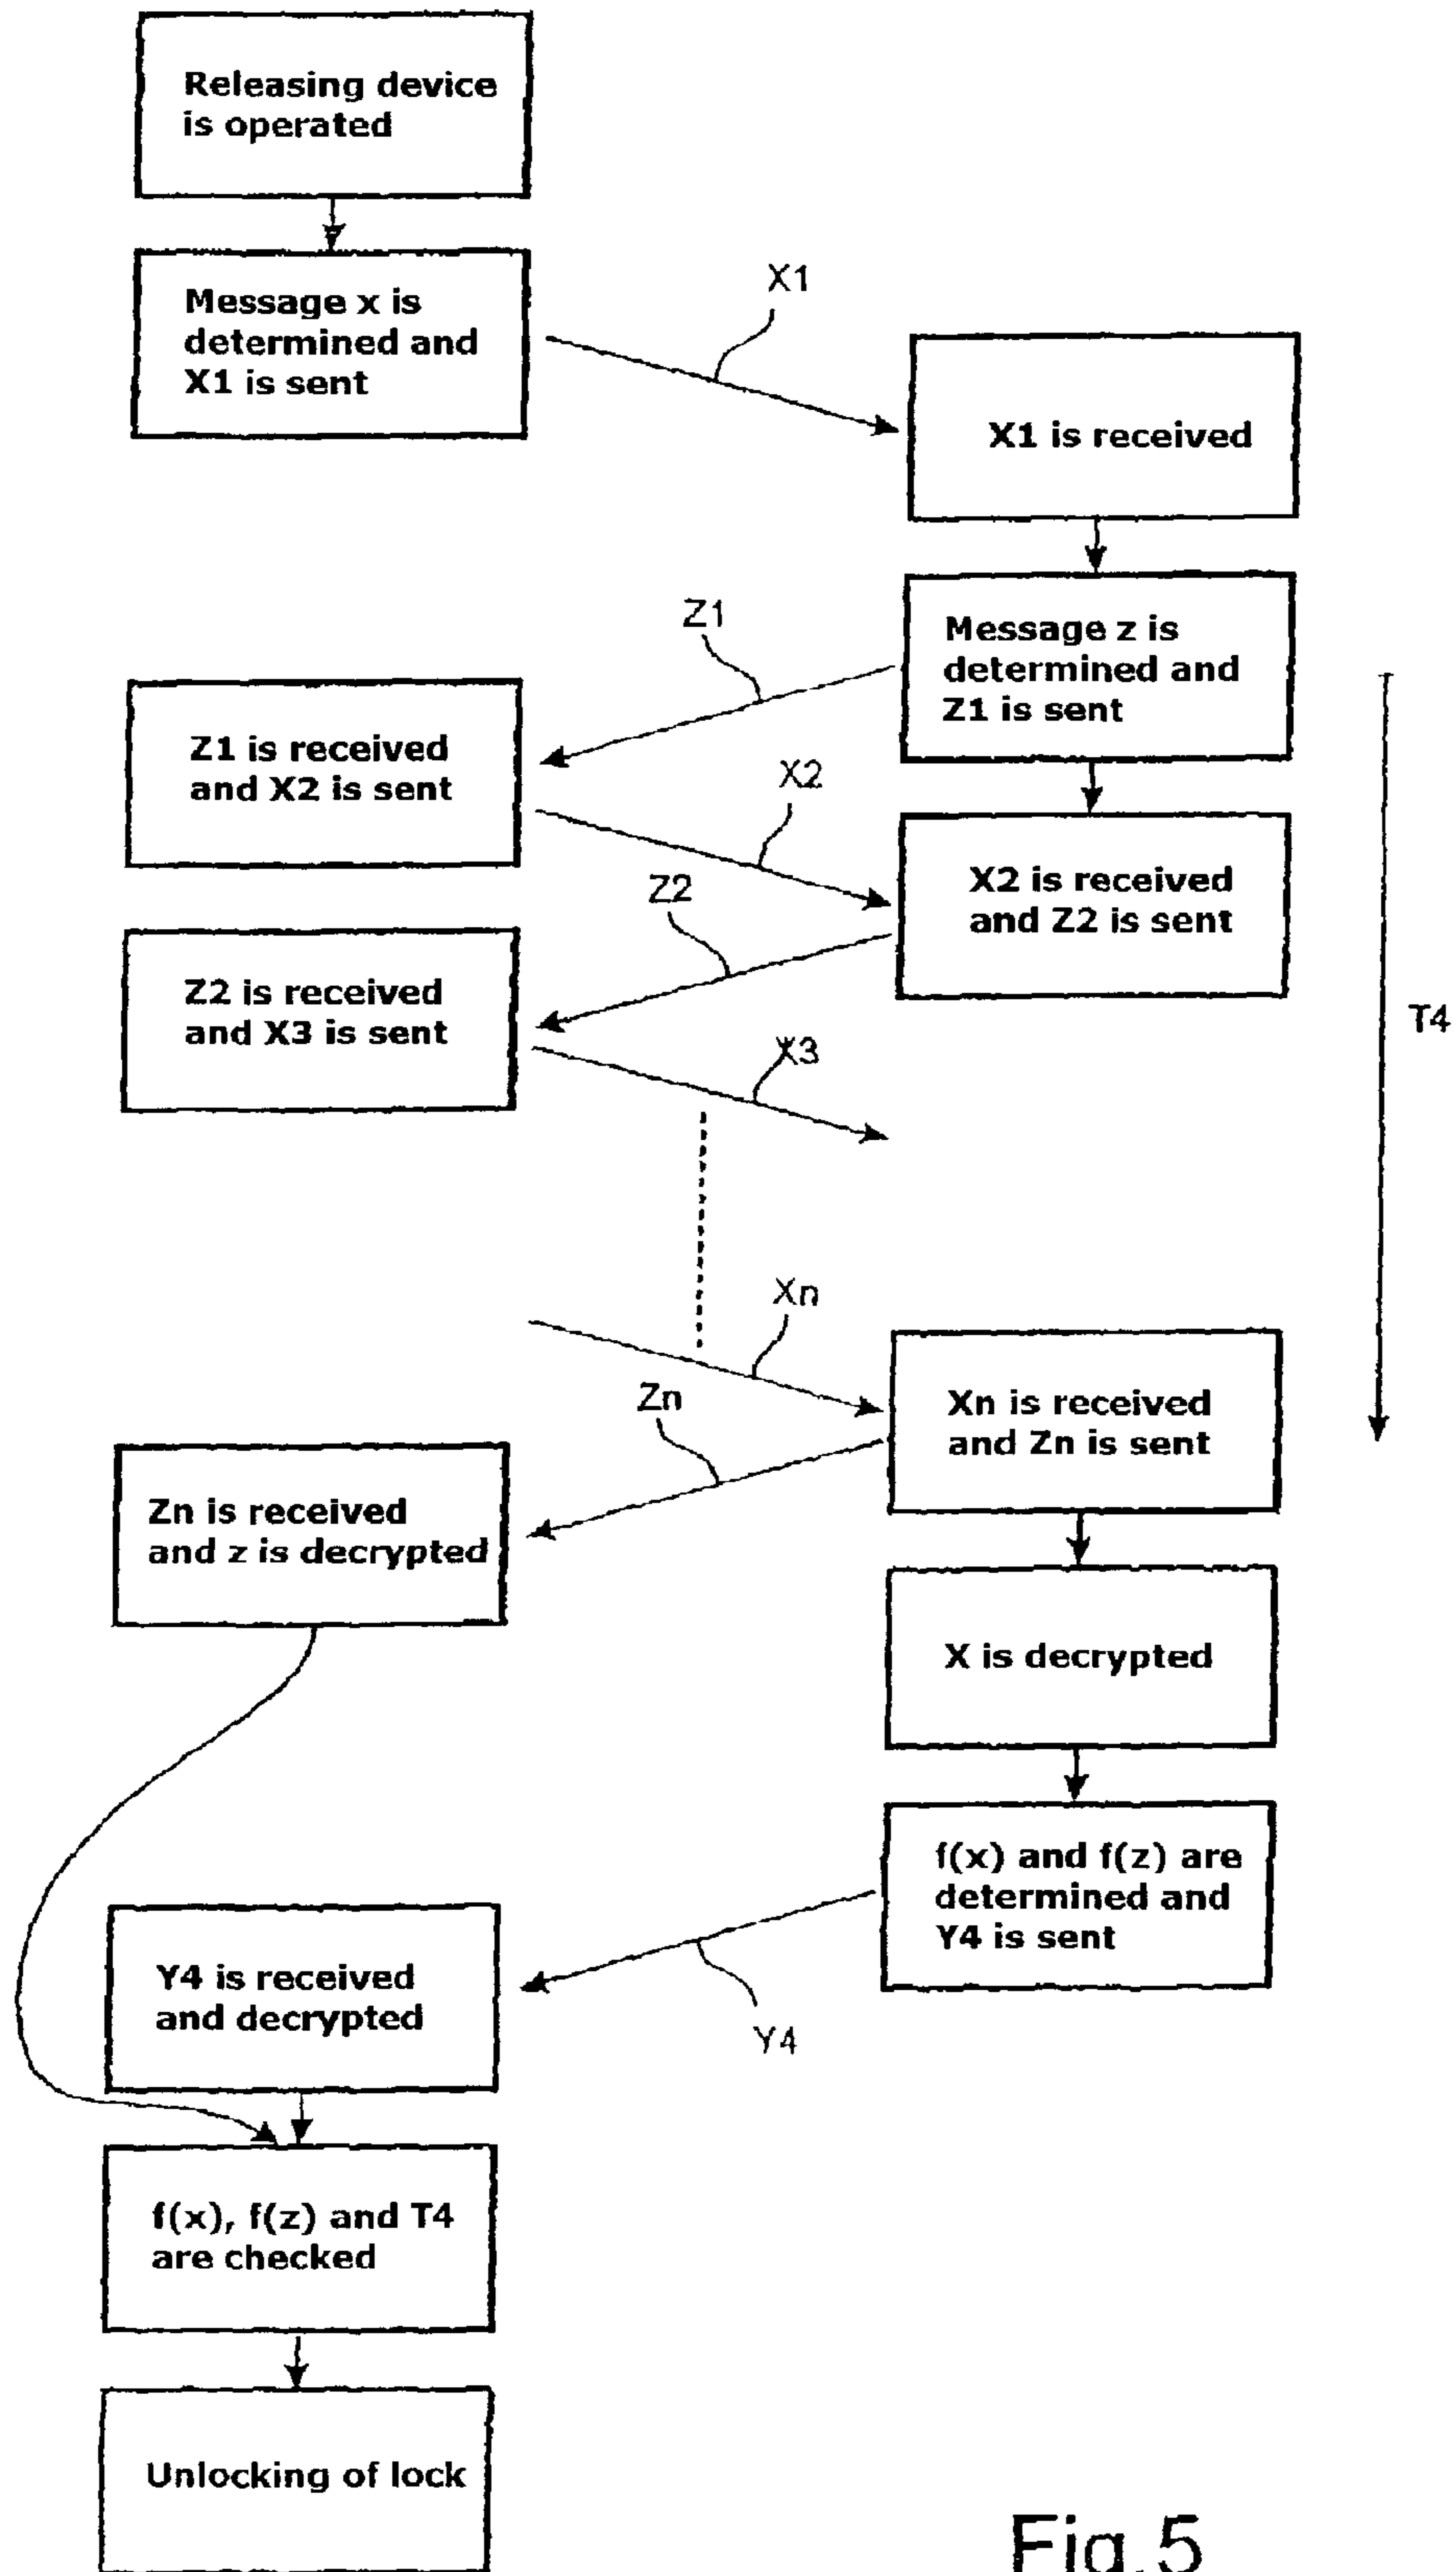 Releasing device
is operated
Message x is
determined and
X1 is sent
X1
X1 is received
Z1
Message z is
determined and
Z1 is sent
Z1 is received
and X2 is sent
X2
X2 is received
and Z2 is sent
Z2
Z2 is received
and X3 is sent
X3
T4
Xn
Xn is received
and Zn is sent
Zn
Zn is received
and z is decrypted
X is decrypted
f(x) and f(z) are
determined and
Y4 is sent
Y4 is received
and decrypted
Y4
f(x), f(z) and T4
are checked
Unlocking of lock
Fig.5